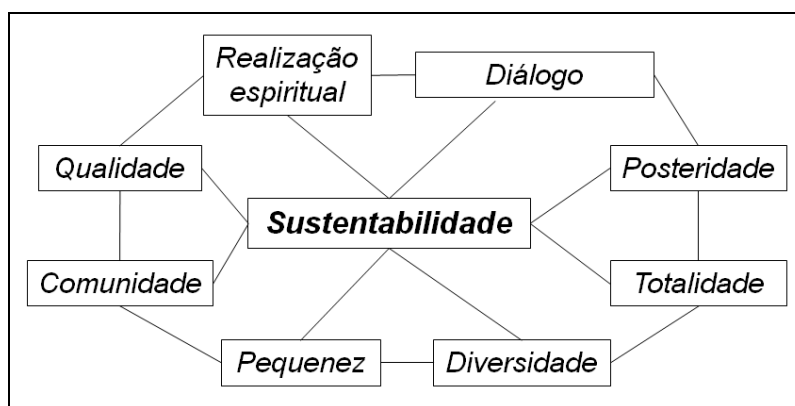 Realização
espiritual
Diálogo
Qualidade
Posteridade
Sustentabilidade
Comunidade
Totalidade
Pequenez
Diversidade